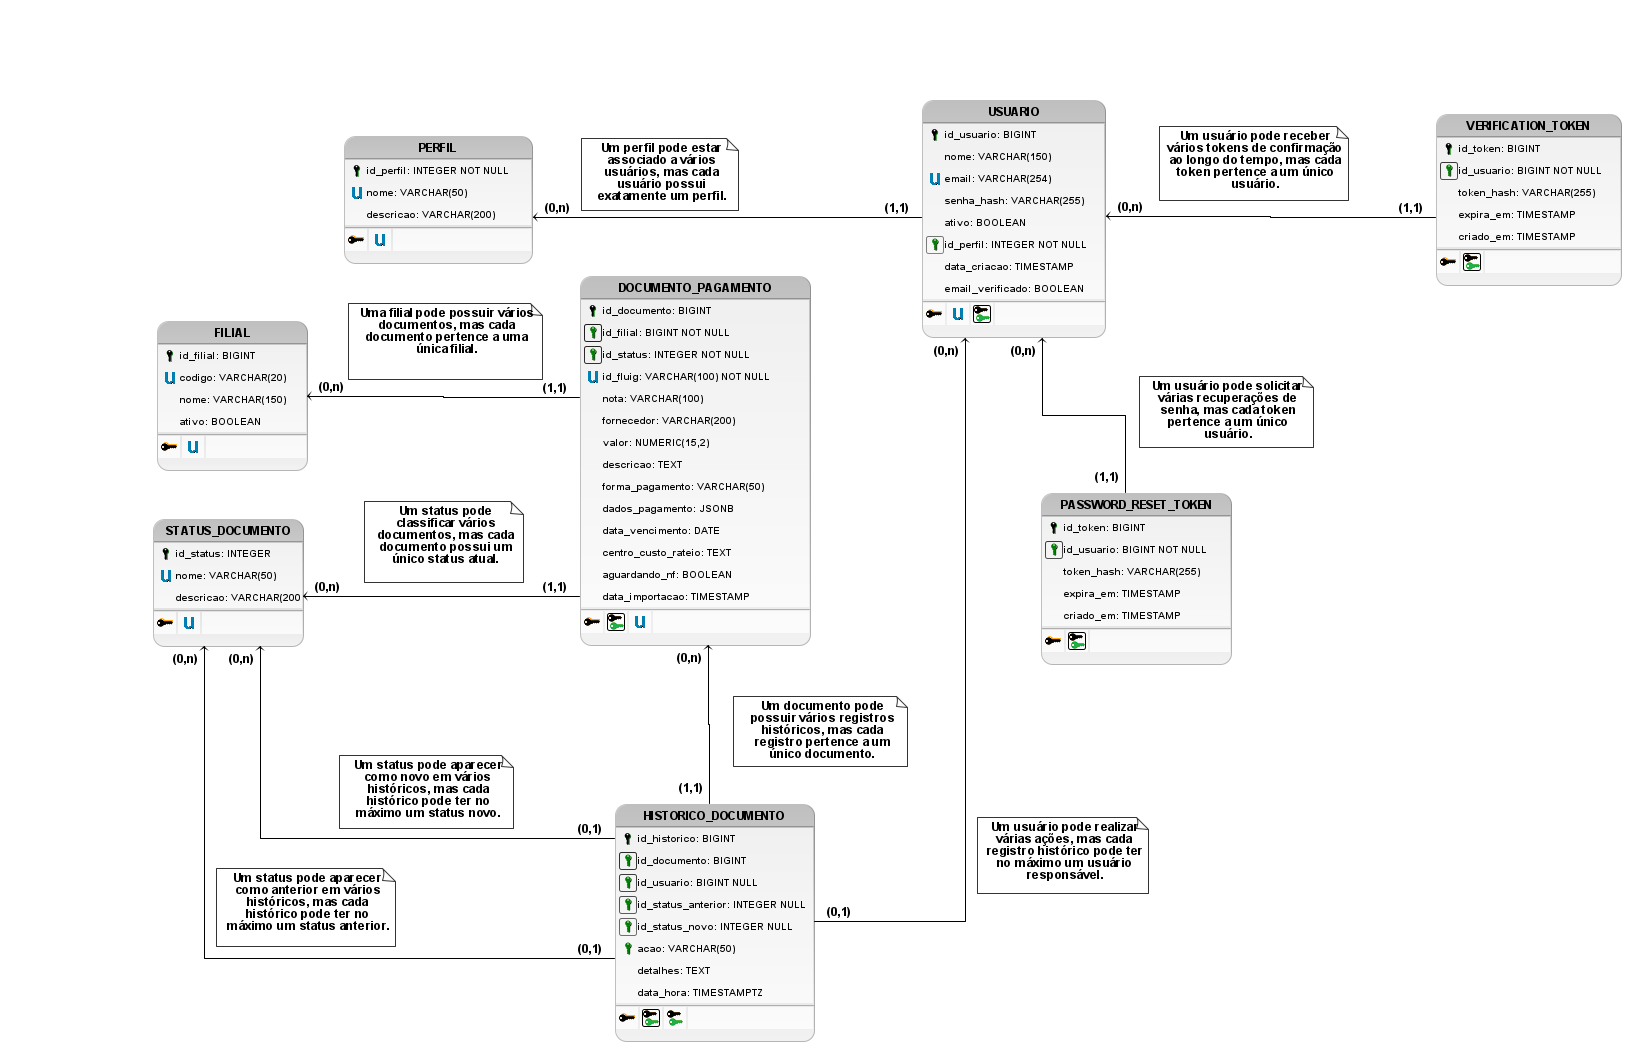 PERFIL
id_perfil: INTEGER NOT NULL
nome: VARCHAR(50)
descricao: VARCHAR(200)
Um perfil pode estar
associado a vários
usuários, mas cada
usuário possui
exatamente um perfil.
(0,n)
(1,1)
USUARIO
id_usuario: BIGINT
nome: VARCHAR(150)
email: VARCHAR(254)
senha_hash: VARCHAR(255)
ativo: BOOLEAN
id_perfil: INTEGER NOT NULL
data_criacao: TIMESTAMP
email_verificado: BOOLEAN
Um usuário pode receber
vários tokens de confirmação
ao longo do tempo, mas cada
token pertence a um único
usuário.
(0,n)
(1,1)
VERIFICATION_TOKEN
id_token: BIGINT
id_usuario: BIGINT NOT NULL
token_hash: VARCHAR(255)
expira_em: TIMESTAMP
criado_em: TIMESTAMP
FILIAL
id_filial: BIGINT
codigo: VARCHAR(20)
nome: VARCHAR(150)
ativo: BOOLEAN
Uma filial pode possuir vários
documentos, mas cada
documento pertence a uma
única filial.
(0,n)
(1,1)
DOCUMENTO_PAGAMENTO
id_documento: BIGINT
id_filial: BIGINT NOT NULL
id_status: INTEGER NOT NULL
id_fluig: VARCHAR(100) NOT NULL
nota: VARCHAR(100)
fornecedor: VARCHAR(200)
valor: NUMERIC(15,2)
descricao: TEXT
forma_pagamento: VARCHAR(50)
dados_pagamento: JSONB
data_vencimento: DATE
centro_custo_rateio: TEXT
aguardando_nf: BOOLEAN
data_importacao: TIMESTAMP
(0,n)
(0,n)
Um usuário pode solicitar
várias recuperações de
senha, mas cada token
pertence a um único
usuário.
(1,1)
PASSWORD_RESET_TOKEN
id_token: BIGINT
id_usuario: BIGINT NOT NULL
token_hash: VARCHAR(255)
expira_em: TIMESTAMP
criado_em: TIMESTAMP
STATUS_DOCUMENTO
id_status: INTEGER
nome: VARCHAR(50)
descricao: VARCHAR(200
Um status pode
classificar vários
documentos, mas cada
documento possui um
único status atual.
(0,n)
(1,1)
(0,n)
(0,n)
(0,n)
Um documento pode
possuir vários registros
históricos, mas cada
registro pertence a um
único documento.
(1,1)
Um status pode aparecer
como novo em vários
históricos, mas cada
histórico pode ter no
máximo um status novo.
(0,1)
Um status pode aparecer
como anterior em vários
históricos, mas cada
histórico pode ter no
máximo um status anterior.
(0,1)
HISTORICO_DOCUMENTO
id_historico: BIGINT
id_documento: BIGINT
id_usuario: BIGINT NULL
id_status_anterior: INTEGER NULL
id_status_novo: INTEGER NULL
acao: VARCHAR(50)
detalhes: TEXT
data_hora: TIMESTAMPTZ
(0,1)
Um usuário pode realizar
várias ações, mas cada
registro histórico pode ter
no máximo um usuário
responsável.